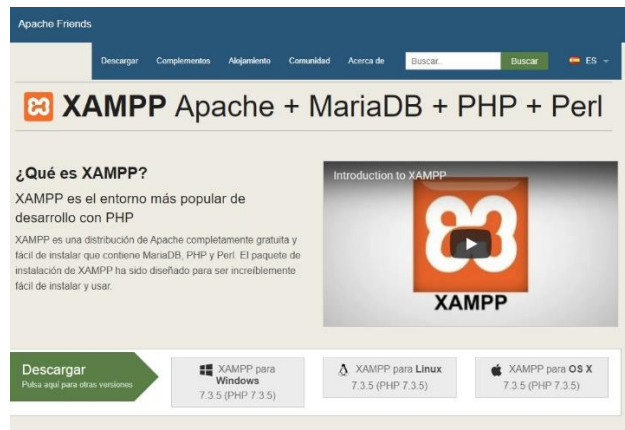 Apache Friends
Descargar Complementos Alojamiento Comunidad Acerca de Buscar.. Buscar ES
XAMPP Apache + MariaDB + PHP + Perl
¿Qué es XAMPP?
XAMPP es el entorno más popular de
desarrollo con PHP
XAMPP es una distribución de Apache completamente gratuita y
fácil de instalar que contiene MariaDB, PHP y Perl. El paquete de
instalación de XAMPP ha sido diseñado para ser increíblemente
fácil de instalar y usar.
Introduction to XAMPP
XAMPP
Descargar
Pulsa aquí para otras versiones
XAMPP para
Windows
7.3.5 (PHP 7.3.5)
XAMPP para Linux
7.3.5 (PHP 7.3.5)
XAMPP para OS X
7.3.5 (PHP 7.3.5)